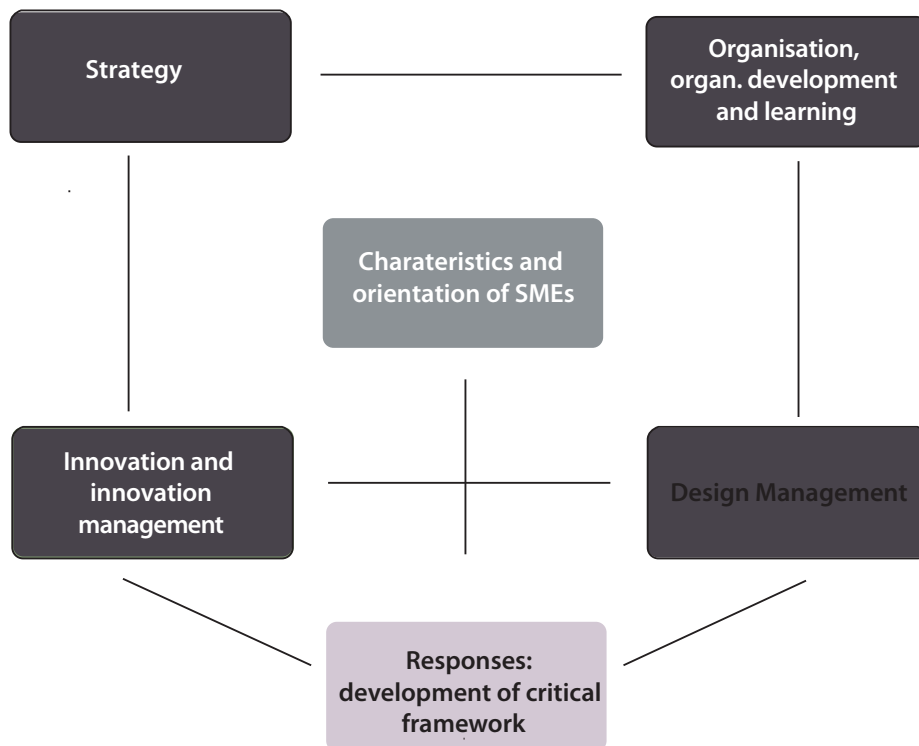 Strategy
Organisation,
organ. development
and learning
Charateristics and
orientation of SMEs
Innovation and
innovation
management
Design Management
Responses:
development of critical
framework